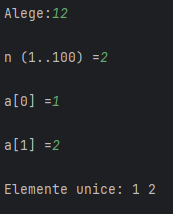 Alege:12
n (1..100) =2
a[0] =1
a[1] =2
Elemente unice: 1 2